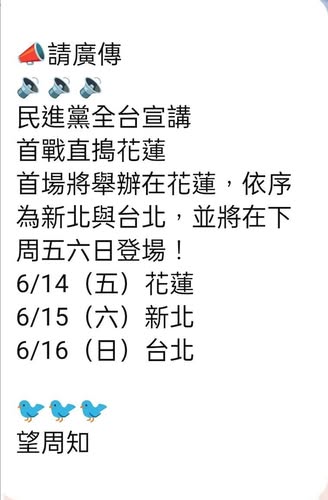 📣請廣傳
🔊🔊🔊
民進黨全台宣講
首戰直搗花蓮
首場將舉辦在花蓮，依序
為新北與台北，並將在下
周五六日登場！
6/14（五）花蓮
6/15（六）新北
6/16（日）台北
🐦🐦🐦
望周知